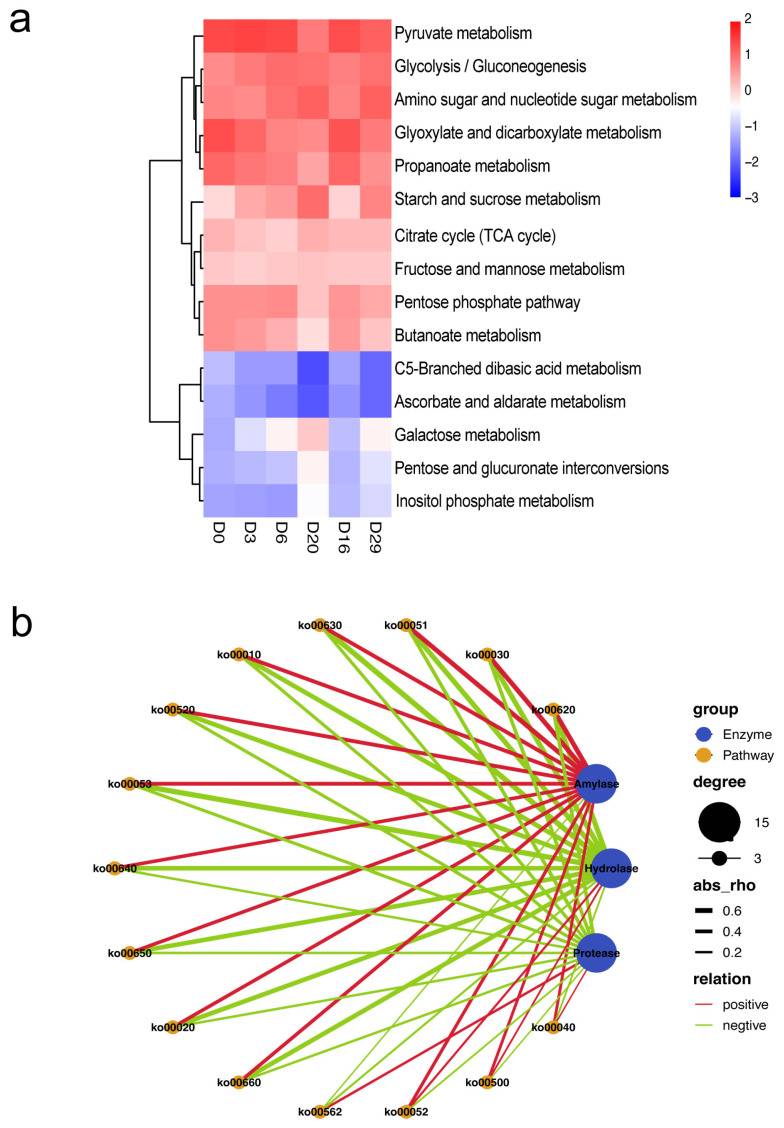 a
Pyruvate metabolism
Glycolysis / Gluconeogenesis
Amino sugar and nucleotide sugar metabolism
Glyoxylate and dicarboxylate metabolism
Propanoate metabolism
Starch and sucrose metabolism
Citrate cycle (TCA cycle)
Fructose and mannose metabolism
Pentose phosphate pathway
Butanoate metabolism
C5-Branched dibasic acid metabolism
Ascorbate and aldarate metabolism
Galactose metabolism
Pentose and glucuronate interconversions
Inositol phosphate metabolism
D0 D3 D6 D20 D16 D29
2
1
0
−1
−2
−3
b
ko00630
ko00051
ko00010
ko00030
ko00520
ko00620
ko00053
Amylase
ko00640
Hydrolase
ko00650
Protease
ko00020
ko00040
ko00660
ko00500
ko00562
ko00052
group
Enzyme
Pathway
degree
15
3
abs_rho
0.6
0.4
0.2
relation
positive
negtive